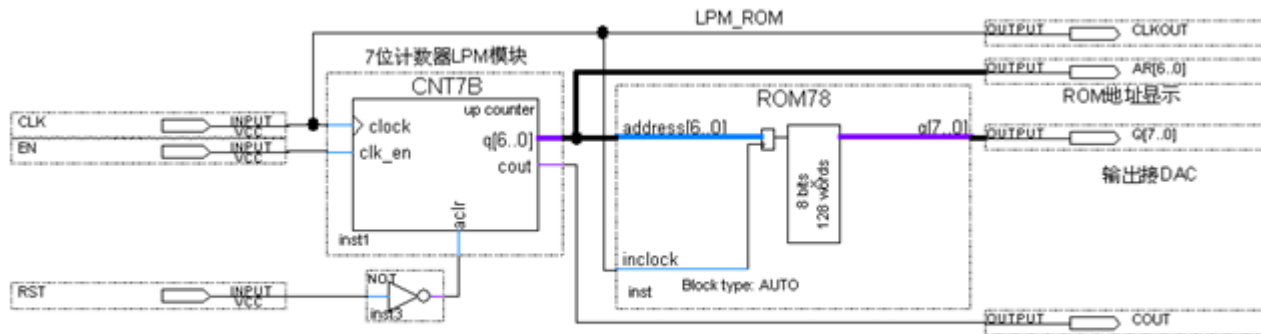 LPM_ROM
OUTPUT CLKOUT
7位计数器LPM模块
OUTPUT AR[6..0]
CNT7B
ROM78
ROM地址显示
up counter
CLK INPUT VCC
clock
address[6..0]
q[7..0]
OUTPUT Q[7..0]
q[6..0]
EN INPUT VCC
clk_en
cout
输出接DAC
8 bits
×
128 words
aclr
inst1
inclock
NOT
inst
Block type: AUTO
RST INPUT VCC
inst3
OUTPUT COUT